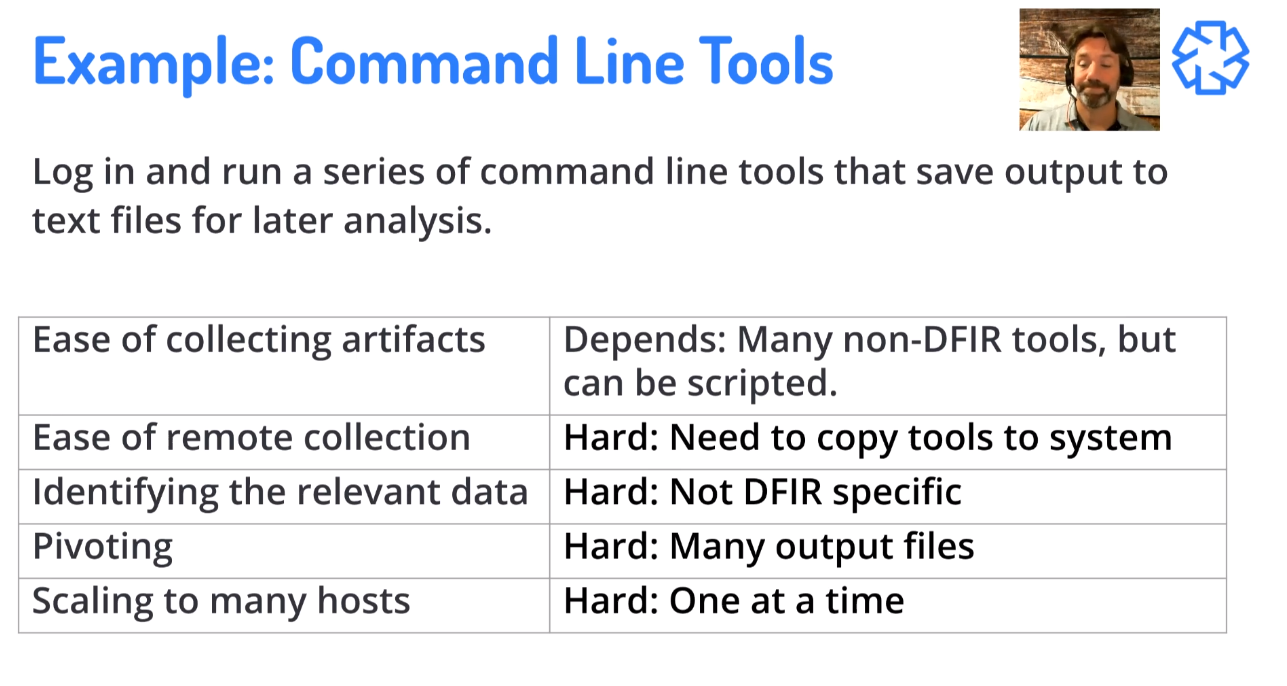 Example: Command Line Tools
Log in and run a series of command line tools that save output to
text files for later analysis.
Ease of collecting artifacts
Depends: Many non-DFIR tools, but
can be scripted.
Ease of remote collection
Hard: Need to copy tools to system
Identifying the relevant data
Hard: Not DFIR specific
Pivoting
Hard: Many output files
Scaling to many hosts
Hard: One at a time